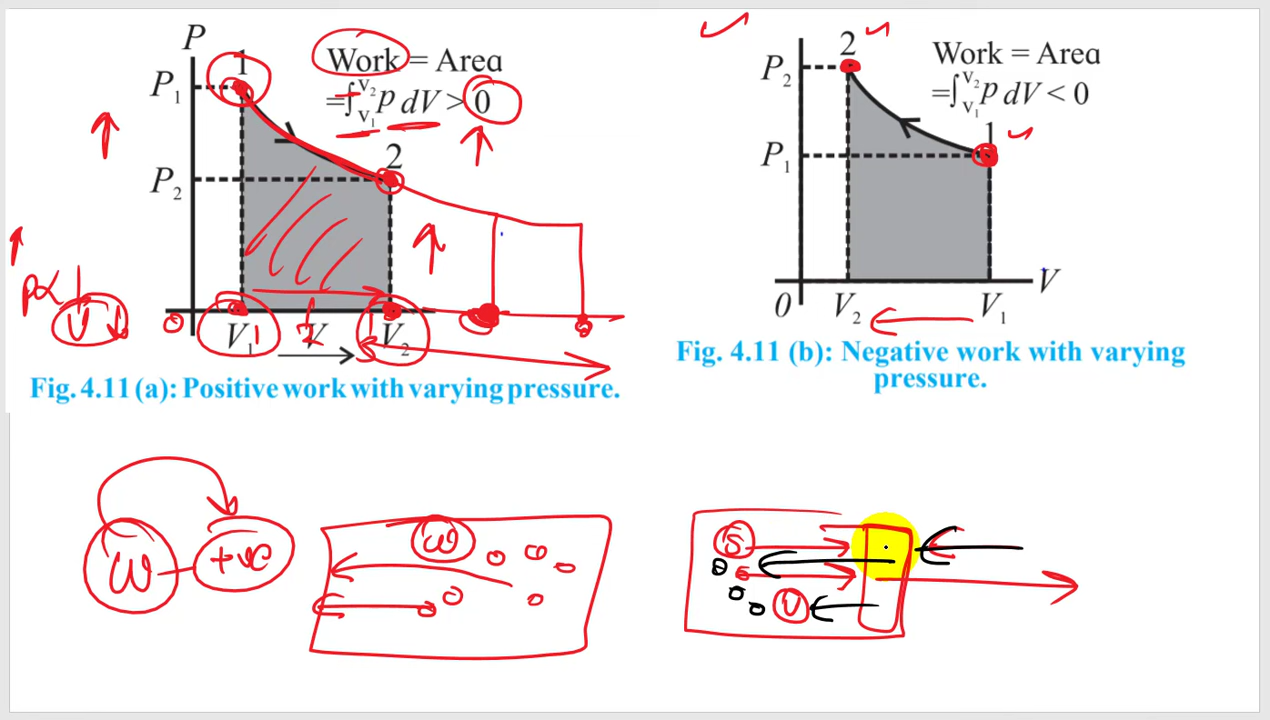 P
1
Work = Area
P₁
=∫V₁V₂ p dV > 0
2
P₂
p∝ 1
V
0
V₁
V
V₂
Fig. 4.11 (a): Positive work with varying pressure.
2
Work = Area
P₂
=∫V₁V₂ p dV < 0
1
P₁
V
0
V₂
V₁
Fig. 4.11 (b): Negative work with varying
pressure.
W
+ve
W
S